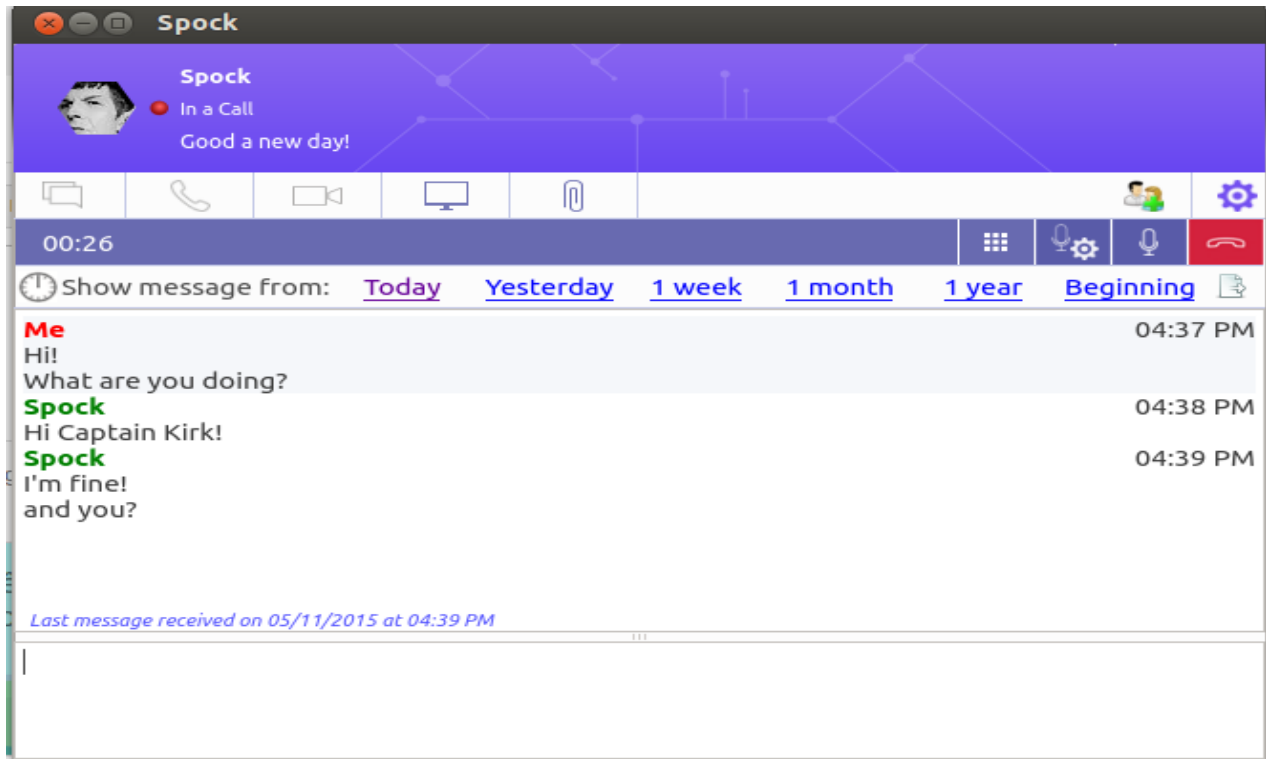 Spock
Spock
In a Call
Good a new day!
00:26
Show message from: Today Yesterday 1 week 1 month 1 year Beginning
Me 04:37 PM
Hi!
What are you doing?
Spock 04:38 PM
Hi Captain Kirk!
Spock 04:39 PM
I'm fine!
and you?
Last message received on 05/11/2015 at 04:39 PM